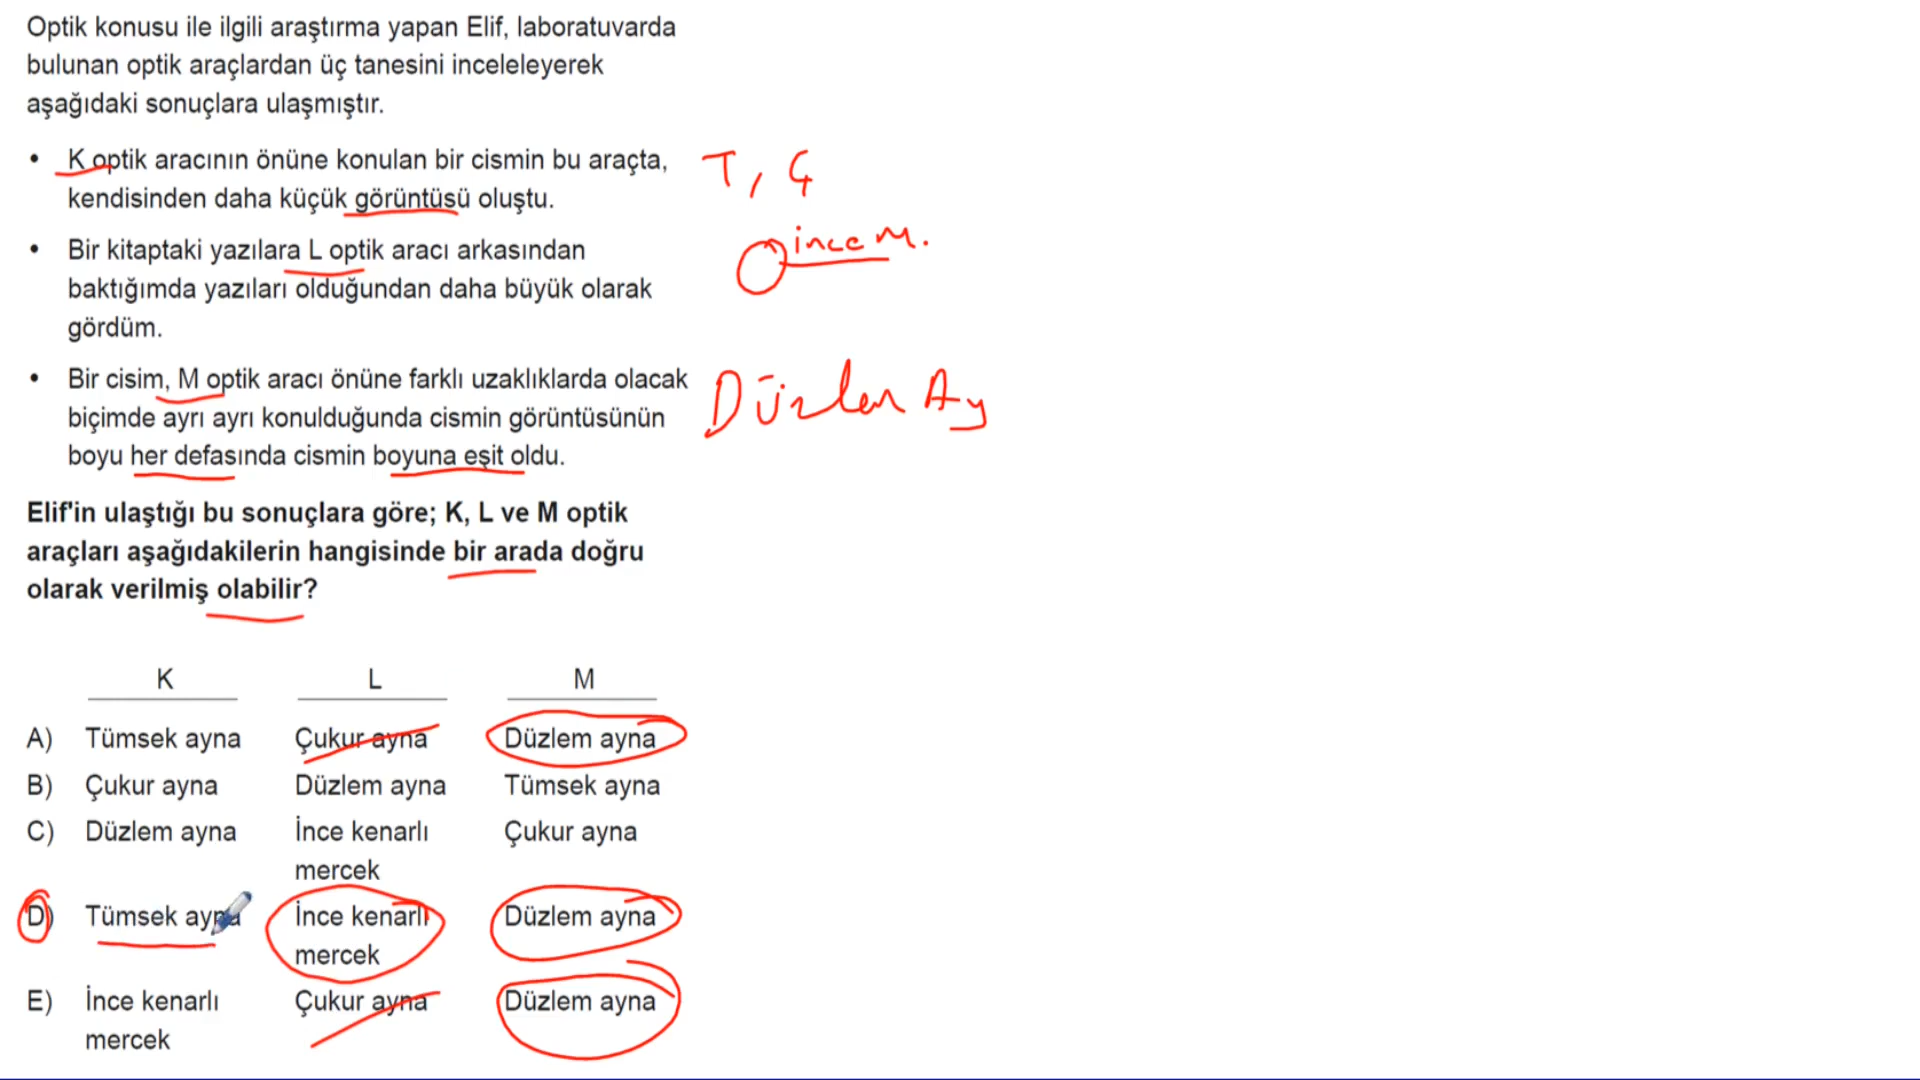 Optik konusu ile ilgili araştırma yapan Elif, laboratuvarda
bulunan optik araçlardan üç tanesini inceleleyerek
aşağıdaki sonuçlara ulaşmıştır.
• K optik aracının önüne konulan bir cismin bu araçta,
kendisinden daha küçük görüntüsü oluştu.
T, Ç
ince M.
• Bir kitaptaki yazılara L optik aracı arkasından
baktığımda yazıları olduğundan daha büyük olarak
gördüm.
• Bir cisim, M optik aracı önüne farklı uzaklıklarda olacak
biçimde ayrı ayrı konulduğunda cismin görüntüsünün
boyu her defasında cismin boyuna eşit oldu.
Düzlem Ay
Elif'in ulaştığı bu sonuçlara göre; K, L ve M optik
araçları aşağıdakilerin hangisinde bir arada doğru
olarak verilmiş olabilir?
K L M
A) Tümsek ayna Çukur ayna Düzlem ayna
B) Çukur ayna Düzlem ayna Tümsek ayna
C) Düzlem ayna İnce kenarlı Çukur ayna
mercek
D) Tümsek ayna İnce kenarlı Düzlem ayna
mercek
E) İnce kenarlı Çukur ayna Düzlem ayna
mercek